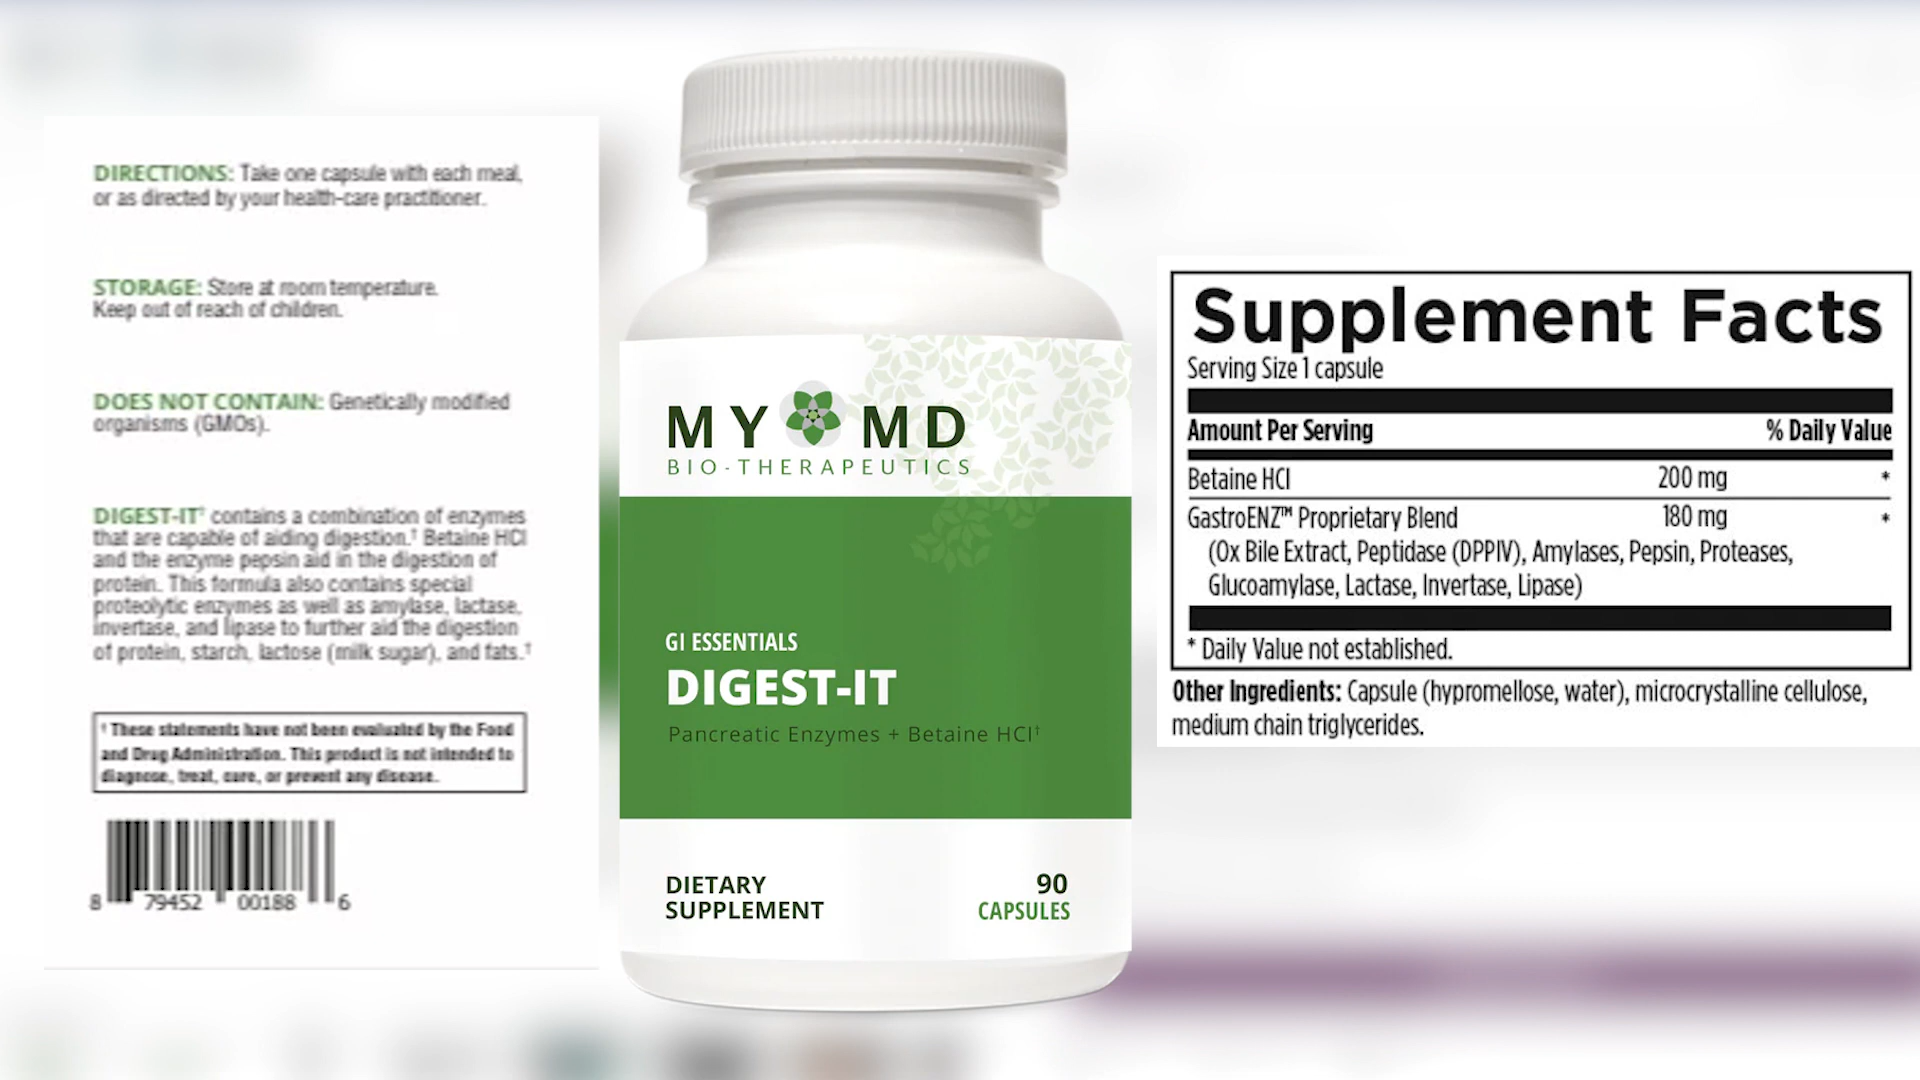 DIRECTIONS: Take one capsule with each meal,
or as directed by your health-care practitioner.
STORAGE: Store at room temperature.
Keep out of reach of children.
DOES NOT CONTAIN: Genetically modified
organisms (GMOs).
DIGEST-IT† contains a combination of enzymes
that are capable of aiding digestion.† Betaine HCl
and the enzyme pepsin aid in the digestion of
protein. This formula also contains special
proteolytic enzymes as well as amylase, lactase,
invertase, and lipase to further aid the digestion
of protein, starch, lactose (milk sugar), and fats.†
† These statements have not been evaluated by the Food
and Drug Administration. This product is not intended to
diagnose, treat, cure, or prevent any disease.
8 79452 00188 6
MY MD
BIO-THERAPEUTICS
GI ESSENTIALS
DIGEST-IT
Pancreatic Enzymes + Betaine HCl†
DIETARY
SUPPLEMENT
90
CAPSULES
Supplement Facts
Serving Size 1 capsule
Amount Per Serving % Daily Value
Betaine HCl 200 mg *
GastroENZ™ Proprietary Blend 180 mg *
(Ox Bile Extract, Peptidase (DPPIV), Amylases, Pepsin, Proteases,
Glucoamylase, Lactase, Invertase, Lipase)
* Daily Value not established.
Other Ingredients: Capsule (hypromellose, water), microcrystalline cellulose,
medium chain triglycerides.